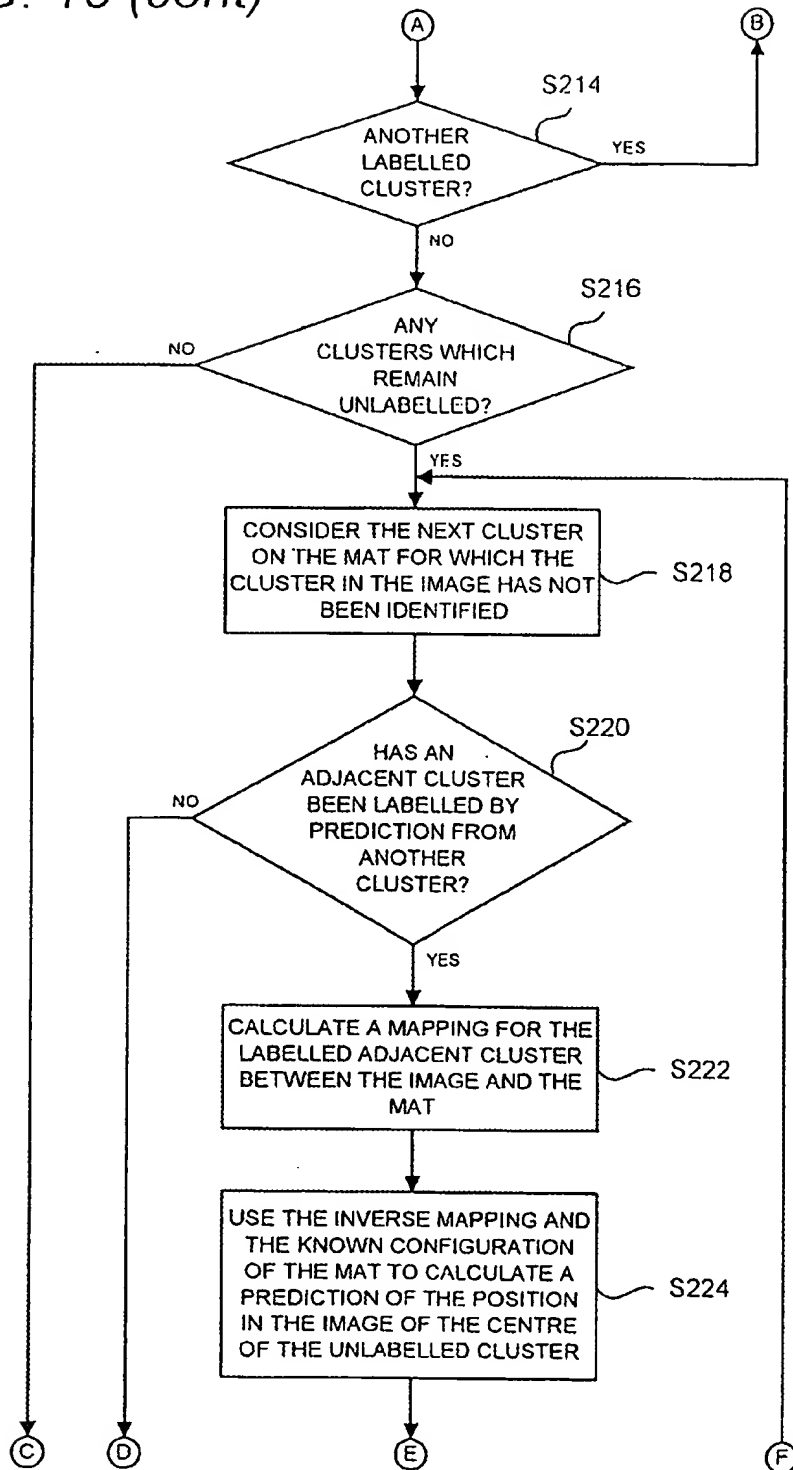 (cont)
A
B
S214
ANOTHER
LABELLED
CLUSTER?
YES
NO
S216
ANY
CLUSTERS WHICH
REMAIN
UNLABELLED?
NO
YES
CONSIDER THE NEXT CLUSTER
ON THE MAT FOR WHICH THE
CLUSTER IN THE IMAGE HAS NOT
BEEN IDENTIFIED
S218
S220
HAS AN
ADJACENT CLUSTER
BEEN LABELLED BY
PREDICTION FROM
ANOTHER
CLUSTER?
NO
YES
CALCULATE A MAPPING FOR THE
LABELLED ADJACENT CLUSTER
BETWEEN THE IMAGE AND THE
MAT
S222
USE THE INVERSE MAPPING AND
THE KNOWN CONFIGURATION
OF THE MAT TO CALCULATE A
PREDICTION OF THE POSITION
IN THE IMAGE OF THE CENTRE
OF THE UNLABELLED CLUSTER
S224
C
D
E
F